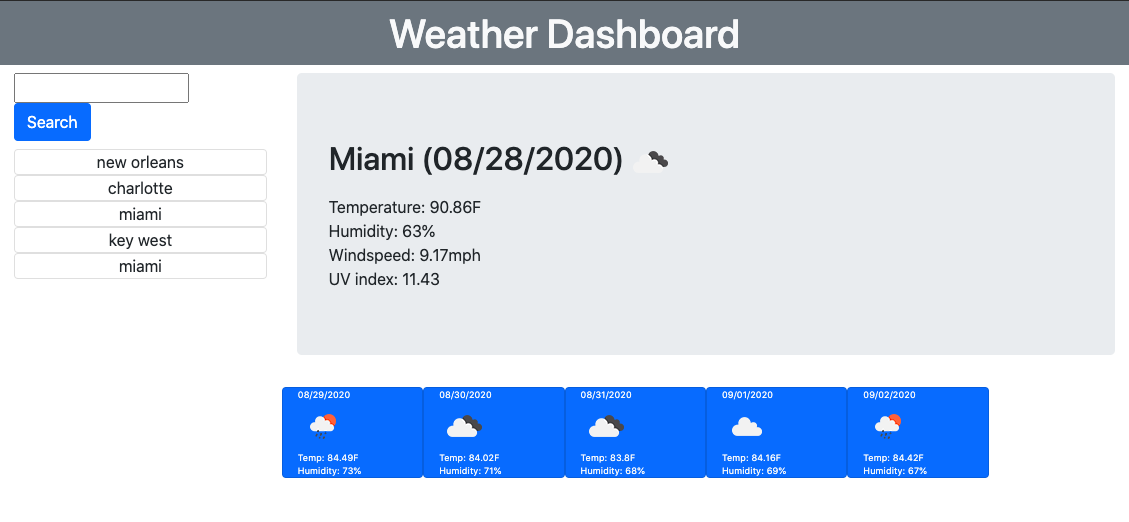 Weather Dashboard
Search
new orleans
charlotte
miami
key west
miami
Miami (08/28/2020)
Temperature: 90.86F
Humidity: 63%
Windspeed: 9.17mph
UV index: 11.43
08/29/2020
Temp: 84.49F
Humidity: 73%
08/30/2020
Temp: 84.02F
Humidity: 71%
08/31/2020
Temp: 83.8F
Humidity: 68%
09/01/2020
Temp: 84.16F
Humidity: 69%
09/02/2020
Temp: 84.42F
Humidity: 67%